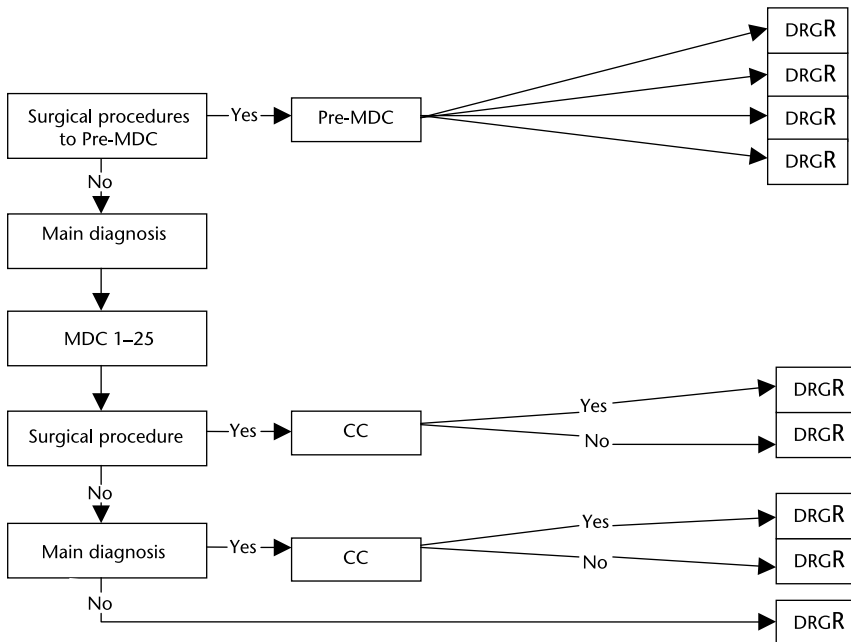 DRGR
DRGR
Surgical procedures
to Pre-MDC
Yes
Pre-MDC
DRGR
DRGR
No
Main diagnosis
MDC 1–25
DRGR
Surgical procedure
Yes
CC
Yes
No
DRGR
No
DRGR
Main diagnosis
Yes
CC
Yes
No
DRGR
No
DRGR